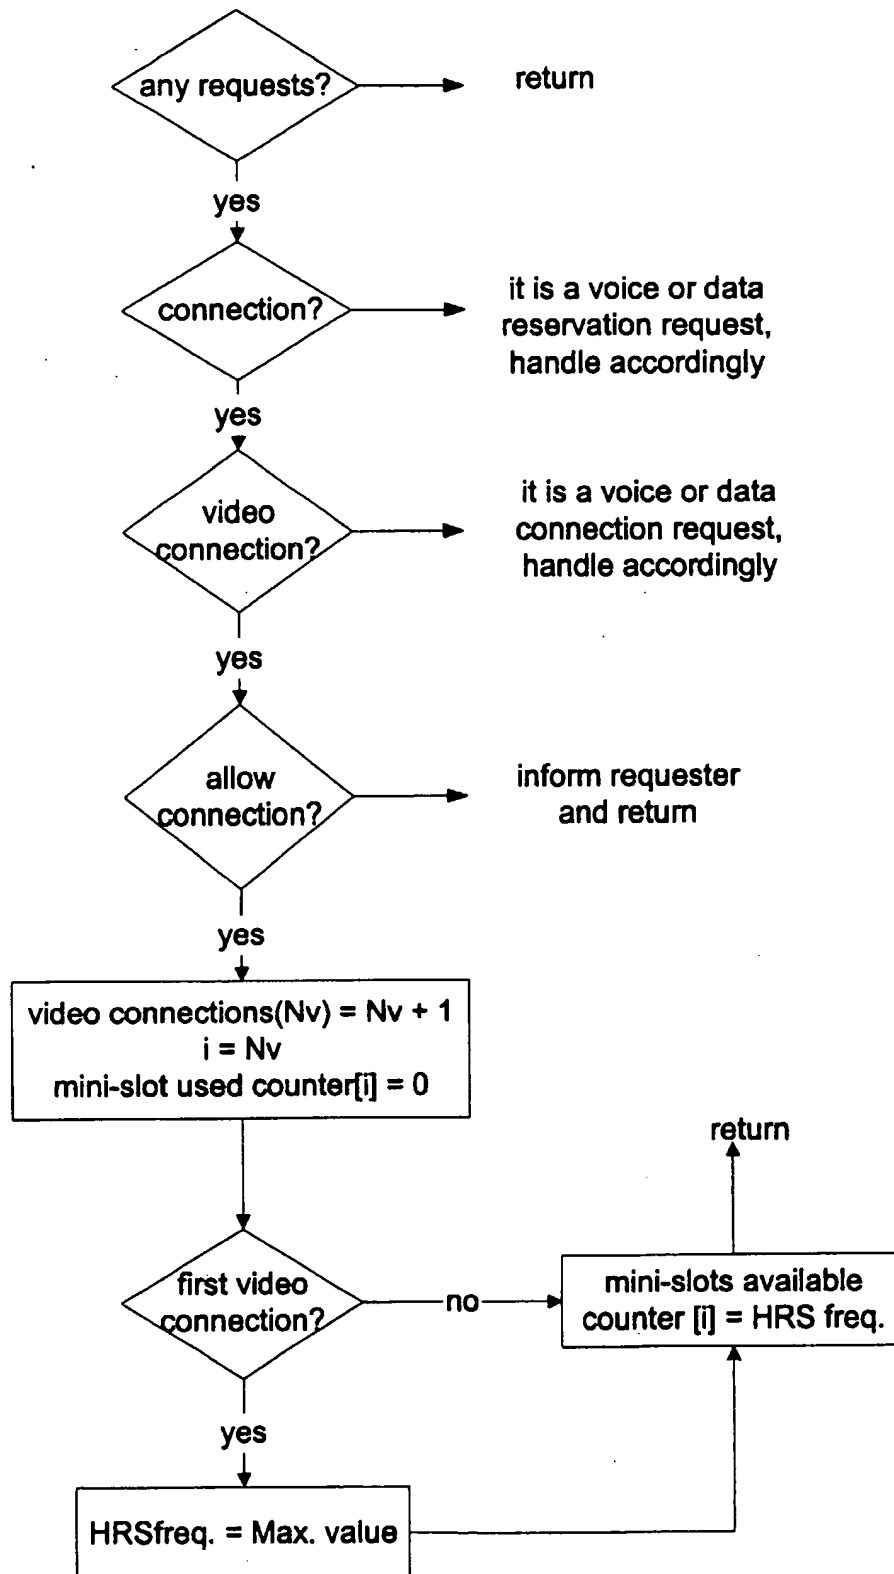 any requests?
return
yes
connection?
it is a voice or data
reservation request,
handle accordingly
yes
video
connection?
it is a voice or data
connection request,
handle accordingly
yes
allow
connection?
inform requester
and return
yes
video connections(Nv) = Nv + 1
i = Nv
mini-slot used counter[i] = 0
return
first video
connection?
no
mini-slots available
counter [i] = HRS freq.
yes
HRSfreq. = Max. value